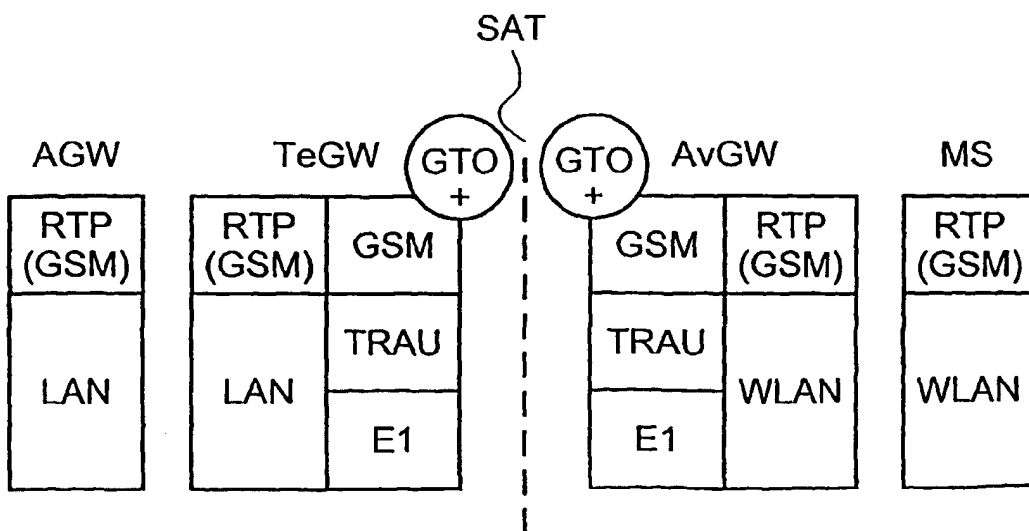 SAT
AGW TeGW GTO + GTO + AvGW MS
RTP (GSM) RTP (GSM) GSM GSM RTP (GSM) RTP (GSM)
LAN LAN TRAU TRAU WLAN WLAN
E1 E1